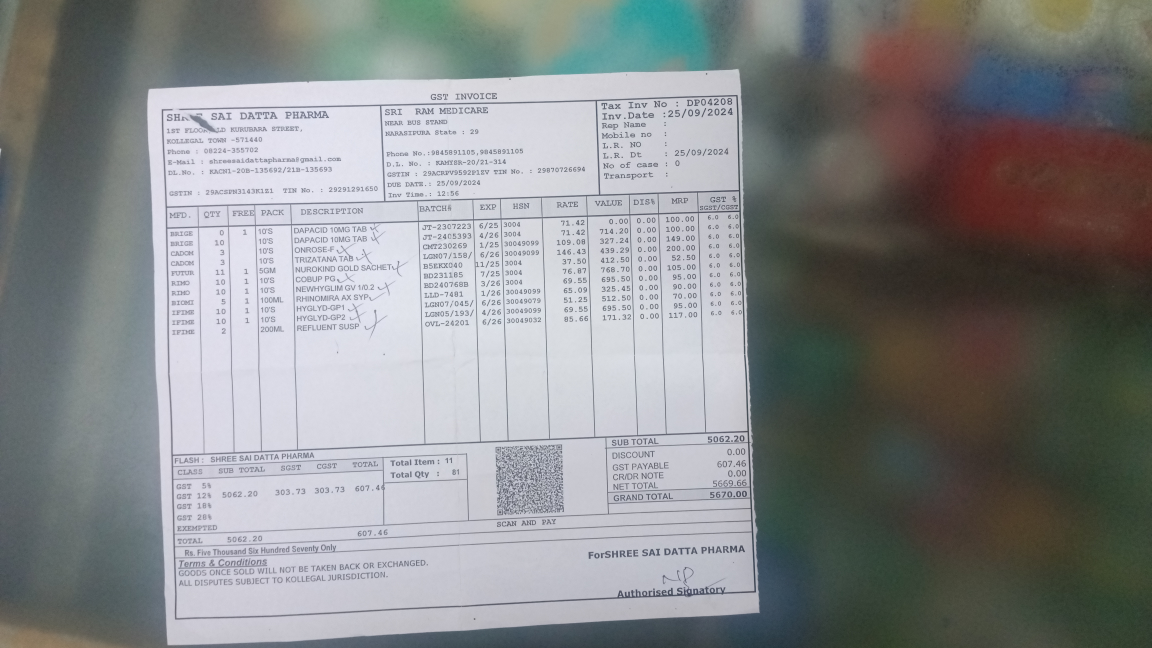 GST INVOICE
SHREE SAI DATTA PHARMA
1ST FLOOR OLD KURUBARA STREET,
KOLLEGAL TOWN -571440
Phone : 08224-355702
E-Mail : shreesaidattapharma@gmail.com
DL.No. : KACN1-20B-135692/21B-135693
GSTIN : 29ACSPN3143K1Z1 TIN No. : 29291291650
SRI RAM MEDICARE
NEAR BUS STAND
NARASIPURA State : 29
Phone No.:9845891105,9845891105
D.L. No. : KAMYSR-20/21-314
GSTIN : 29ACRPV9592P1ZV TIN No. : 29870726694
DUE DATE.: 25/09/2024
Inv Time.: 12:56
Tax Inv No : DP04208
Inv.Date :25/09/2024
Rep Name :
Mobile no :
L.R. NO :
L.R. Dt : 25/09/2024
No of case : 0
Transport :
MFD. QTY FREE PACK DESCRIPTION BATCH# EXP HSN RATE VALUE DIS% MRP GST % SGST/CGST
BRIGE 0 1 10'S DAPACID 10MG TAB JT-2307223 6/25 3004 71.42 0.00 0.00 100.00 6.0 6.0
BRIGE 10 10'S DAPACID 10MG TAB JT-2405393 4/26 3004 71.42 714.20 0.00 100.00 6.0 6.0
CADOM 3 10'S ONROSE-F CMT230269 1/25 30049099 109.08 327.24 0.00 149.00 6.0 6.0
CADOM 3 10'S TRIZATANA TAB LGN07/158/ 6/26 30049099 146.43 439.29 0.00 200.00 6.0 6.0
FUTUR 11 1 5GM NUROKIND GOLD SACHET B5EKX040 11/25 3004 37.50 412.50 0.00 52.50 6.0 6.0
RIMO 10 1 10'S COBUP PG BD231185 7/25 3004 76.87 768.70 0.00 105.00 6.0 6.0
RIMO 10 1 10'S NEWHYGLIM GV 1/0.2 BD240768B 3/26 3004 69.55 695.50 0.00 95.00 6.0 6.0
BIOMI 5 1 100ML RHINOMIRA AX SYP LLD-7481 1/26 30049099 65.09 325.45 0.00 90.00 6.0 6.0
IFIME 10 1 10'S HYGLYD-GP1 LGN07/045/ 6/26 30049079 51.25 512.50 0.00 70.00 6.0 6.0
IFIME 10 1 10'S HYGLYD-GP2 LGN05/193/ 4/26 30049099 69.55 695.50 0.00 95.00 6.0 6.0
IFIME 2 200ML REFLUENT SUSP OVL-24201 6/26 30049032 85.66 171.32 0.00 117.00 6.0 6.0
FLASH : SHREE SAI DATTA PHARMA
CLASS SUB TOTAL SGST CGST TOTAL
GST 5%
GST 12% 5062.20 303.73 303.73 607.46
GST 18%
GST 28%
EXEMPTED
TOTAL 5062.20 607.46
Total Item : 11
Total Qty : 81
SCAN AND PAY
SUB TOTAL 5062.20
DISCOUNT 0.00
GST PAYABLE 607.46
CR/DR NOTE 0.00
NET TOTAL 5669.66
GRAND TOTAL 5670.00
Rs. Five Thousand Six Hundred Seventy Only
Terms & Conditions
GOODS ONCE SOLD WILL NOT BE TAKEN BACK OR EXCHANGED.
ALL DISPUTES SUBJECT TO KOLLEGAL JURISDICTION.
ForSHREE SAI DATTA PHARMA
Authorised Signatory